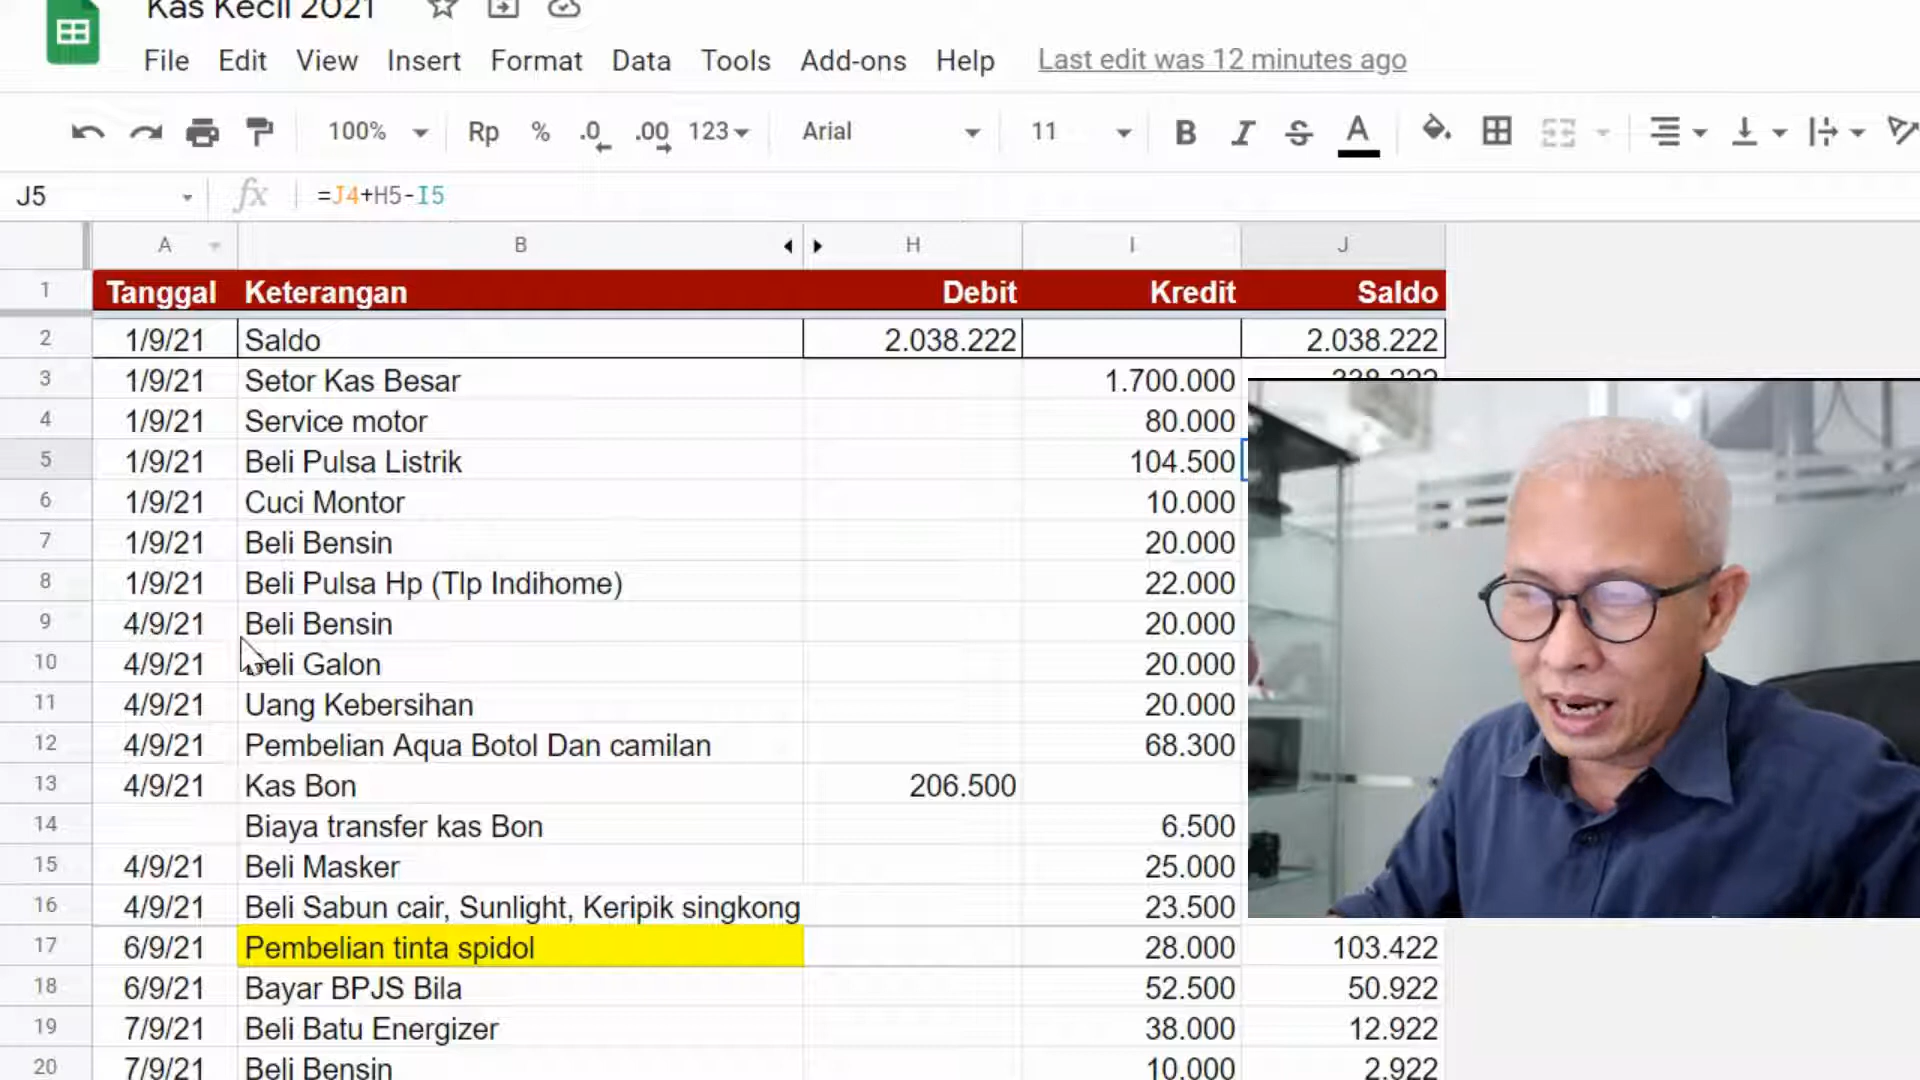 Kas Kecil 2021
File Edit View Insert Format Data Tools Add-ons Help Last edit was 12 minutes ago
100% Rp % .0 .00 123 Arial 11 B I S A
J5 fx =J4+H5-I5
A B H I J
1 Tanggal Keterangan Debit Kredit Saldo
2 1/9/21 Saldo 2.038.222 2.038.222
3 1/9/21 Setor Kas Besar 1.700.000 338.222
4 1/9/21 Service motor 80.000
5 1/9/21 Beli Pulsa Listrik 104.500
6 1/9/21 Cuci Montor 10.000
7 1/9/21 Beli Bensin 20.000
8 1/9/21 Beli Pulsa Hp (Tlp Indihome) 22.000
9 4/9/21 Beli Bensin 20.000
10 4/9/21 Beli Galon 20.000
11 4/9/21 Uang Kebersihan 20.000
12 4/9/21 Pembelian Aqua Botol Dan camilan 68.300
13 4/9/21 Kas Bon 206.500
14 Biaya transfer kas Bon 6.500
15 4/9/21 Beli Masker 25.000
16 4/9/21 Beli Sabun cair, Sunlight, Keripik singkong 23.500
17 6/9/21 Pembelian tinta spidol 28.000 103.422
18 6/9/21 Bayar BPJS Bila 52.500 50.922
19 7/9/21 Beli Batu Energizer 38.000 12.922
20 7/9/21 Beli Bensin 10.000 2.922